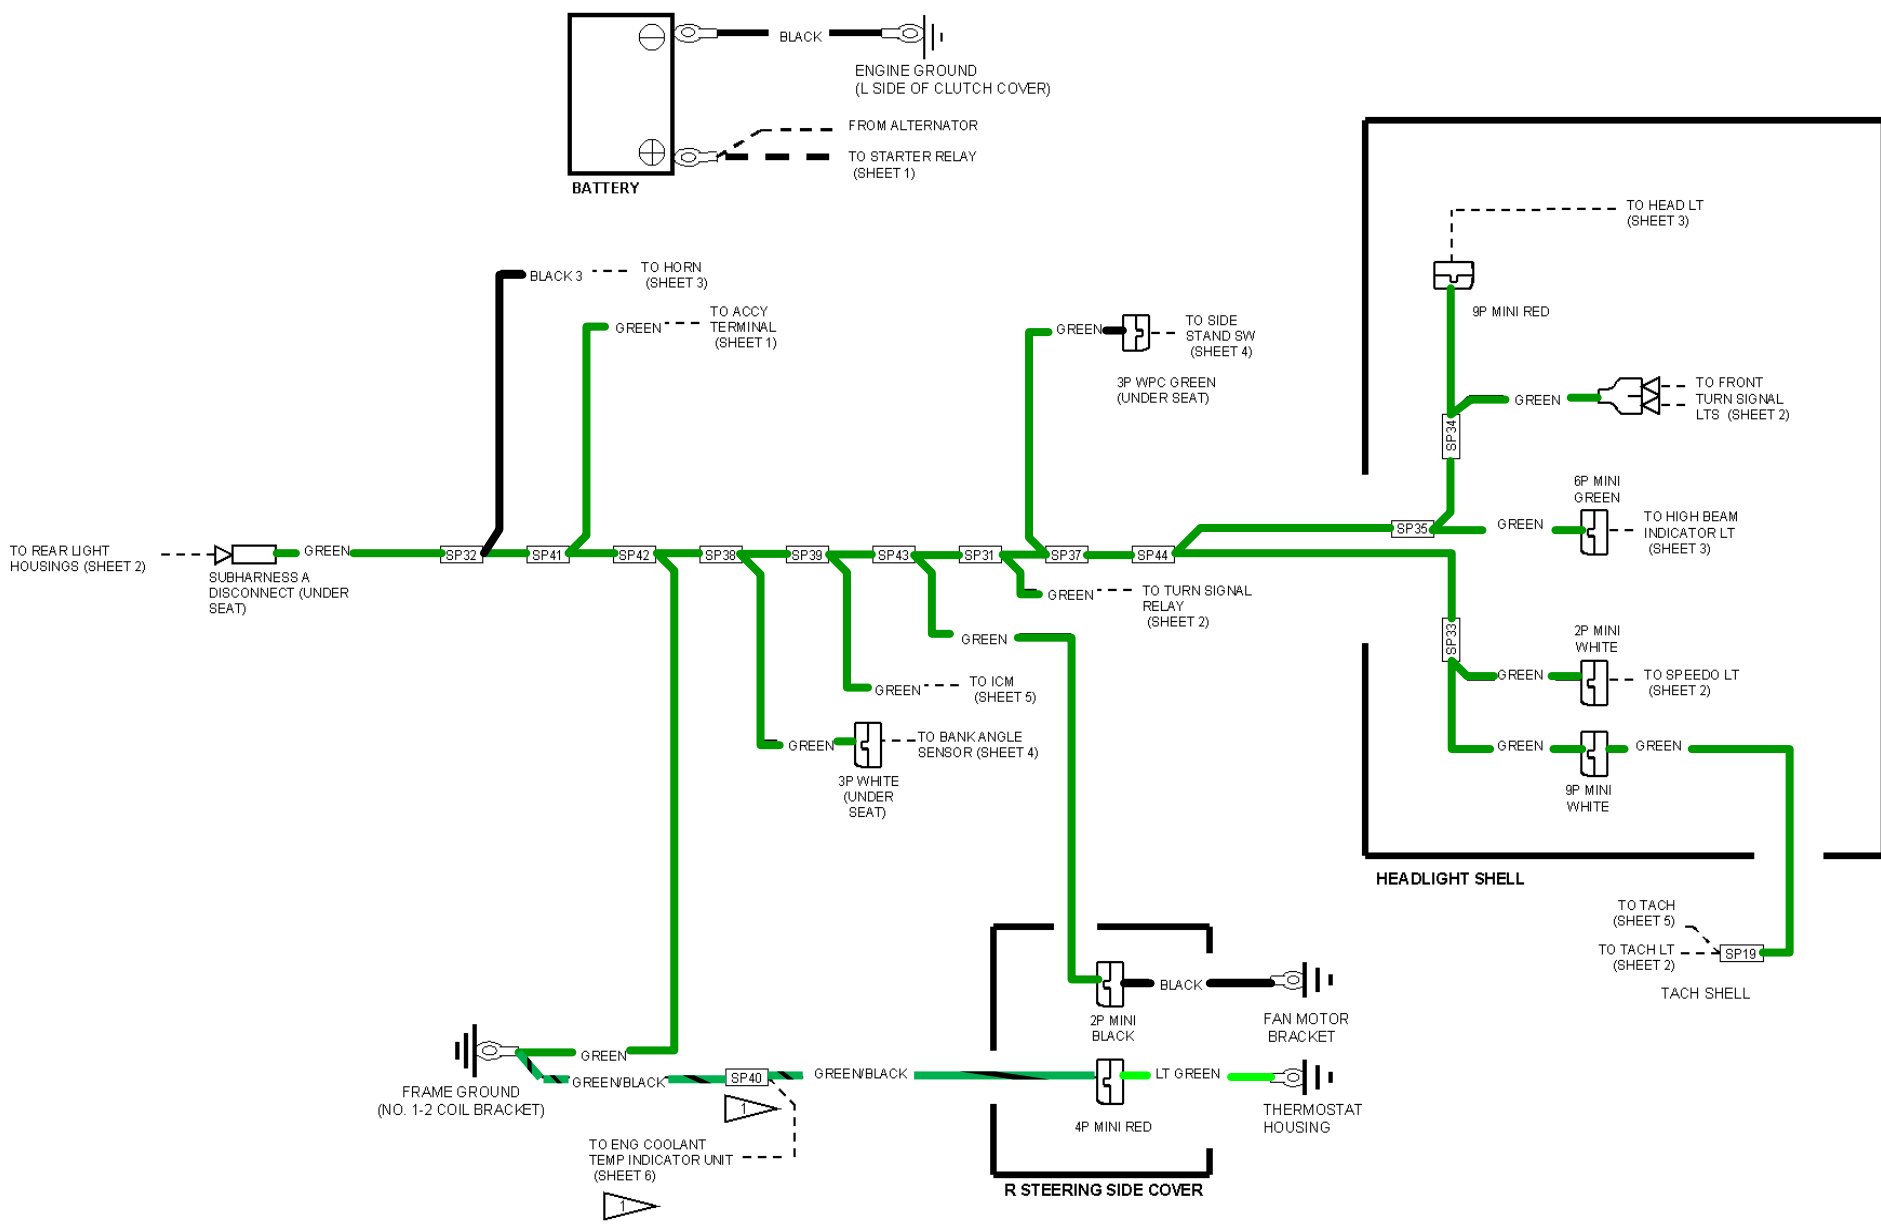 BLACK
ENGINE GROUND
(L SIDE OF CLUTCH COVER)
FROM ALTERNATOR
TO STARTER RELAY
(SHEET 1)
BATTERY
TO HEAD LT
(SHEET 3)
9P MINI RED
BLACK 3
TO HORN
(SHEET 3)
GREEN
TO ACCY
TERMINAL
(SHEET 1)
GREEN
TO SIDE
STAND SW
(SHEET 4)
3P WPC GREEN
(UNDER SEAT)
GREEN
TO FRONT
TURN SIGNAL
LTS (SHEET 2)
SP34
6P MINI
GREEN
SP35
GREEN
TO HIGH BEAM
INDICATOR LT
(SHEET 3)
TO REAR LIGHT
HOUSINGS (SHEET 2)
GREEN
SUBHARNESS A
DISCONNECT (UNDER
SEAT)
SP32
SP41
SP42
SP38
SP39
SP43
SP31
SP37
SP44
GREEN
TO TURN SIGNAL
RELAY
(SHEET 2)
GREEN
GREEN
TO ICM
(SHEET 5)
GREEN
TO BANK ANGLE
SENSOR (SHEET 4)
3P WHITE
(UNDER
SEAT)
SP33
2P MINI
WHITE
GREEN
TO SPEEDO LT
(SHEET 2)
GREEN
GREEN
9P MINI
WHITE
HEADLIGHT SHELL
TO TACH
(SHEET 5)
TO TACH LT
(SHEET 2)
SP19
TACH SHELL
BLACK
2P MINI
BLACK
FAN MOTOR
BRACKET
GREEN
GREEN/BLACK
SP40
GREEN/BLACK
LT GREEN
FRAME GROUND
(NO. 1-2 COIL BRACKET)
1
4P MINI RED
THERMOSTAT
HOUSING
TO ENG COOLANT
TEMP INDICATOR UNIT
(SHEET 6)
1
R STEERING SIDE COVER